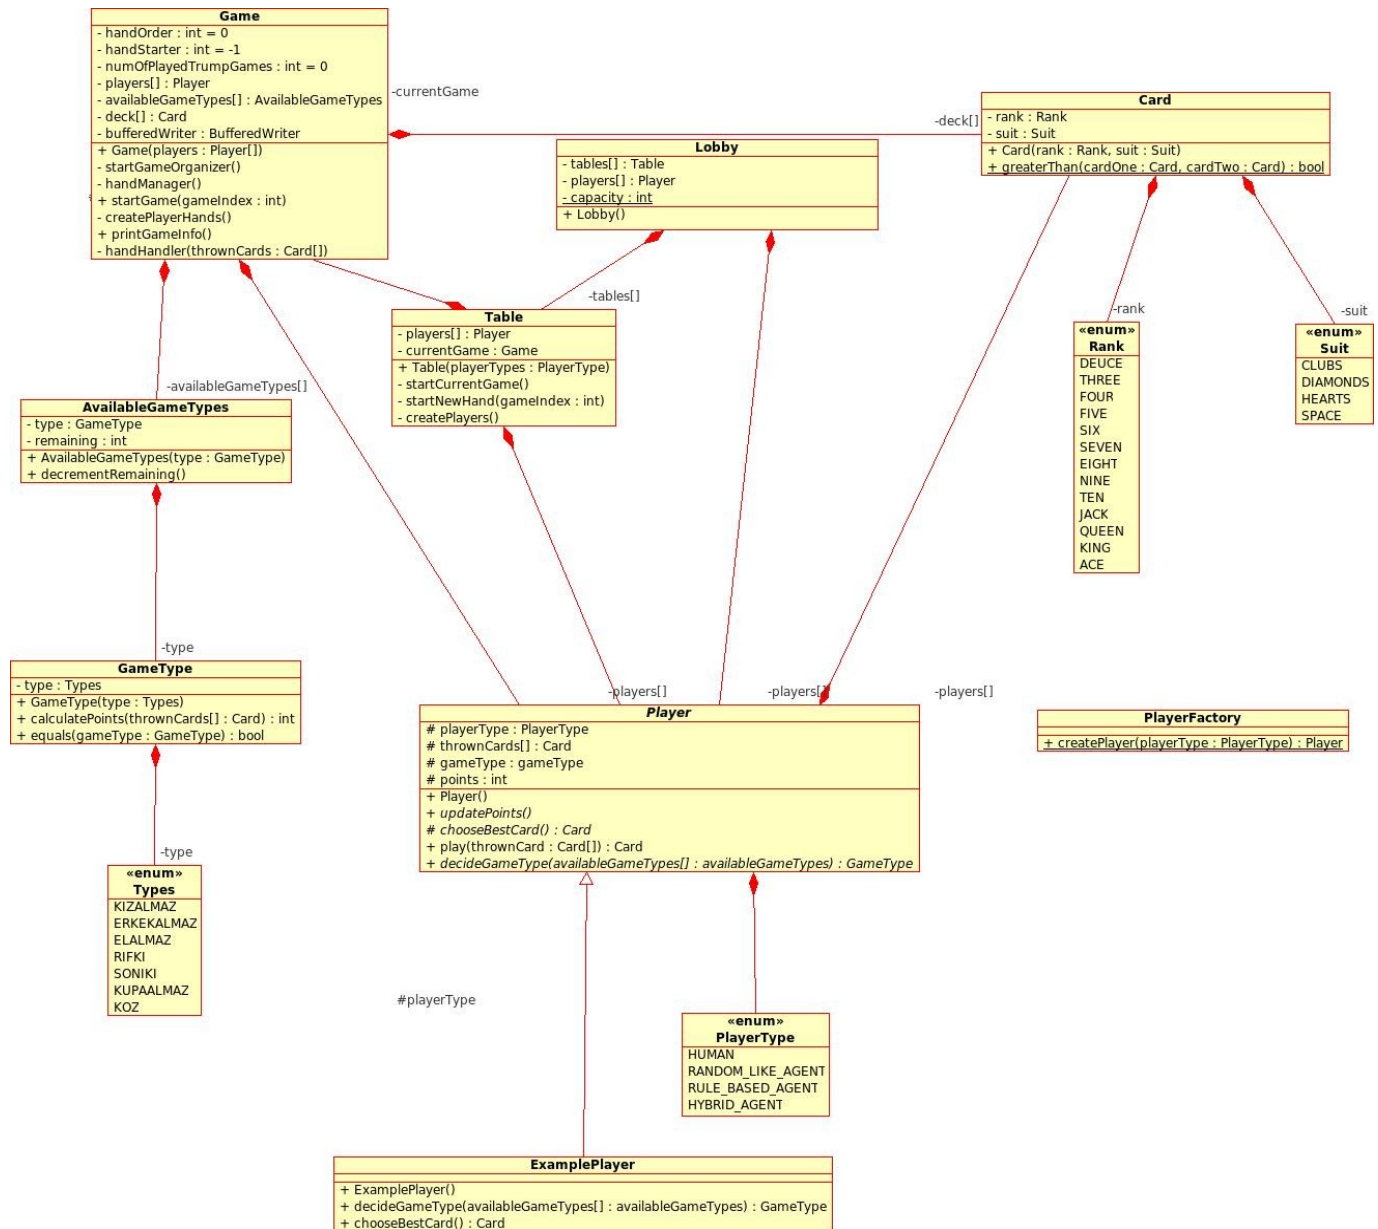 Game
- handOrder : int = 0
- handStarter : int = -1
- numOfPlayedTrumpGames : int = 0
- players[] : Player
- availableGameTypes[] : AvailableGameTypes
- deck[] : Card
- bufferedWriter : BufferedWriter
+ Game(players : Player[])
- startGameOrganizer()
- handManager()
+ startGame(gameIndex : int)
- createPlayerHands()
+ printGameInfo()
- handHandler(thrownCards : Card[])
-currentGame
-deck[]
Card
- rank : Rank
- suit : Suit
+ Card(rank : Rank, suit : Suit)
+ greaterThan(cardOne : Card, cardTwo : Card) : bool
Lobby
- tables[] : Table
- players[] : Player
- capacity : int
+ Lobby()
-tables[]
Table
- players[] : Player
- currentGame : Game
+ Table(playerTypes : PlayerType)
- startCurrentGame()
- startNewHand(gameIndex : int)
- createPlayers()
-rank
«enum»
Rank
DEUCE
THREE
FOUR
FIVE
SIX
SEVEN
EIGHT
NINE
TEN
JACK
QUEEN
KING
ACE
-suit
«enum»
Suit
CLUBS
DIAMONDS
HEARTS
SPACE
-availableGameTypes[]
AvailableGameTypes
- type : GameType
- remaining : int
+ AvailableGameTypes(type : GameType)
+ decrementRemaining()
-type
GameType
- type : Types
+ GameType(type : Types)
+ calculatePoints(thrownCards[] : Card) : int
+ equals(gameType : GameType) : bool
-type
«enum»
Types
KIZALMAZ
ERKEKALMAZ
ELALMAZ
RIFKI
SONIKI
KUPAALMAZ
KOZ
-players[]
-players[]
-players[]
Player
# playerType : PlayerType
# thrownCards[] : Card
# gameType : gameType
# points : int
+ Player()
+ updatePoints()
# chooseBestCard() : Card
+ play(thrownCard : Card[]) : Card
+ decideGameType(availableGameTypes[] : availableGameTypes) : GameType
PlayerFactory
+ createPlayer(playerType : PlayerType) : Player
#playerType
«enum»
PlayerType
HUMAN
RANDOM_LIKE_AGENT
RULE_BASED_AGENT
HYBRID_AGENT
ExamplePlayer
+ ExamplePlayer()
+ decideGameType(availableGameTypes[] : availableGameTypes) : GameType
+ chooseBestCard() : Card